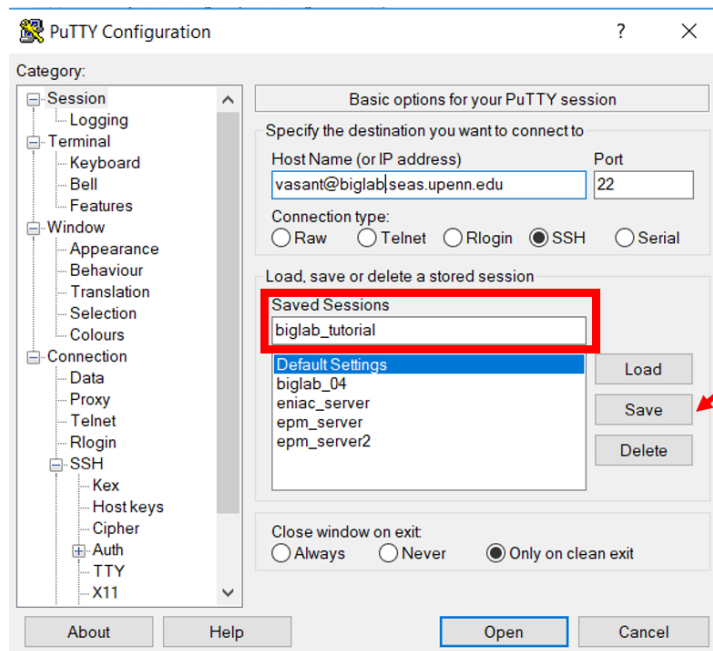 PuTTY Configuration
?
Category:
Session
Logging
Terminal
Keyboard
Bell
Features
Window
Appearance
Behaviour
Translation
Selection
Colours
Connection
Data
Proxy
Telnet
Rlogin
SSH
Kex
Host keys
Cipher
Auth
TTY
X11
Basic options for your PuTTY session
Specify the destination you want to connect to
Host Name (or IP address) Port
vasant@biglab.seas.upenn.edu 22
Connection type:
Raw Telnet Rlogin SSH Serial
Load, save or delete a stored session
Saved Sessions
biglab_tutorial
Default Settings
biglab_04
eniac_server
epm_server
epm_server2
Load
Save
Delete
Close window on exit:
Always Never Only on clean exit
About Help Open Cancel